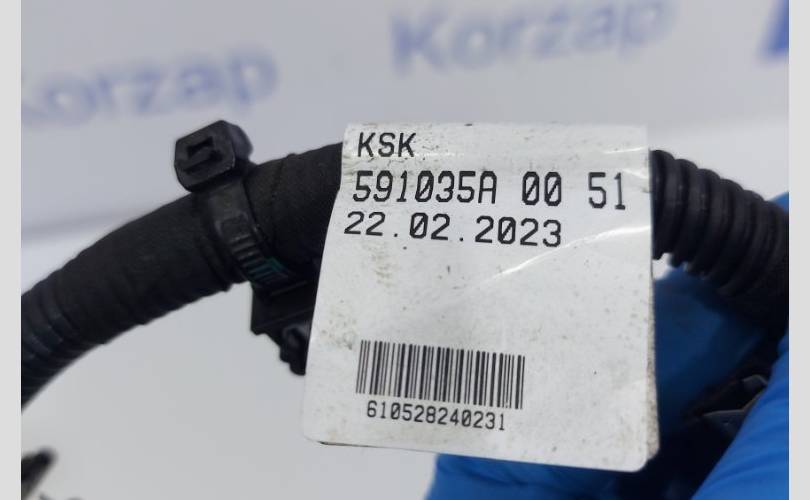 Korzap
Korzap
KSK
591035A 00 51
22.02.2023
610528240231